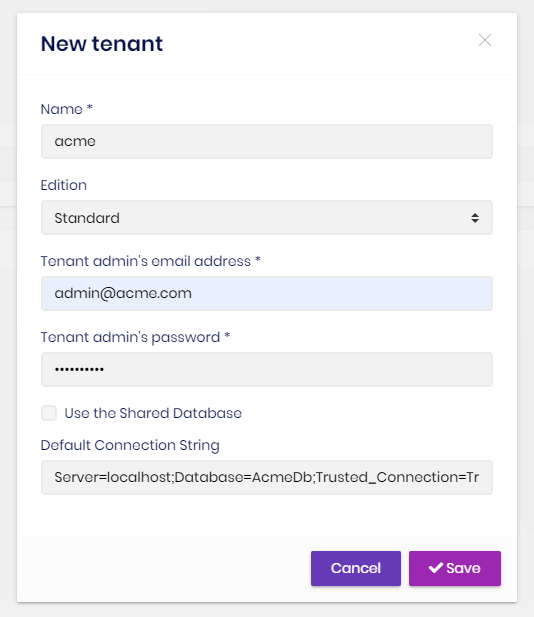 New tenant
Name *
acme
Edition
Standard
Tenant admin's email address *
admin@acme.com
Tenant admin's password *
••••••••••
Use the Shared Database
Default Connection String
Server=localhost;Database=AcmeDb;Trusted_Connection=Tr
Cancel
Save